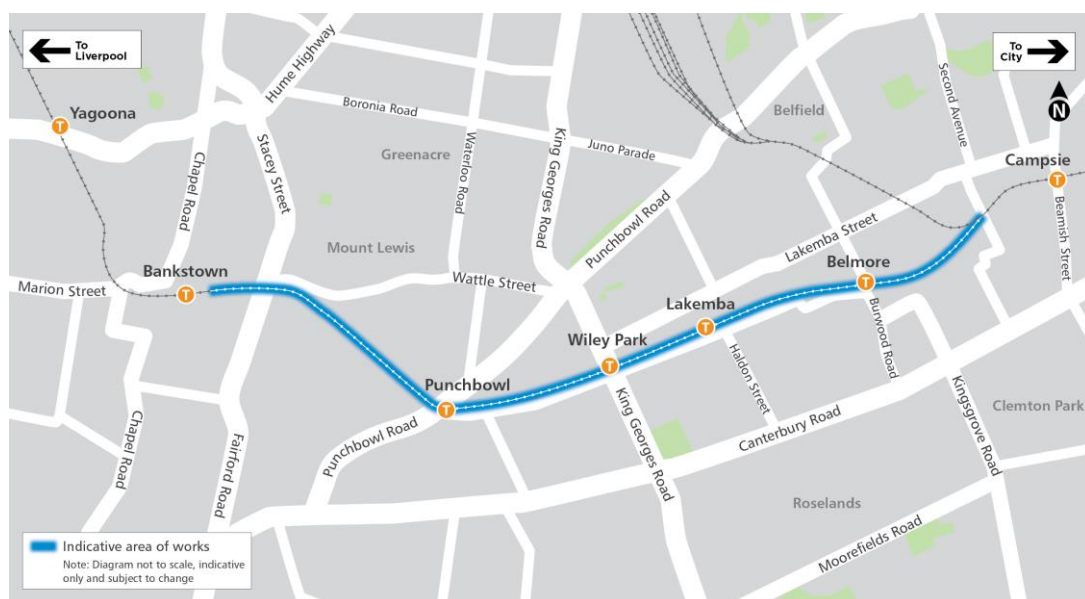 To
Liverpool
To
City
N
Yagoona
T
Hume Highway
Boronia Road
Belfield
Second Avenue
Campsie
T
Chapel Road
Stacey Street
Greenacre
Waterloo Road
King Georges Road
Juno Parade
Punchbowl Road
Beamish Street
Mount Lewis
Lakemba Street
Bankstown
T
Marion Street
Wattle Street
Belmore
T
Lakemba
T
Wiley Park
T
Burwood Road
Haldon Street
Punchbowl
T
Punchbowl Road
Chapel Road
Fairford Road
King Georges Road
Canterbury Road
Kingsgrove Road
Clemton Park
Roselands
Moorefields Road
Indicative area of works
Note: Diagram not to scale, indicative
only and subject to change